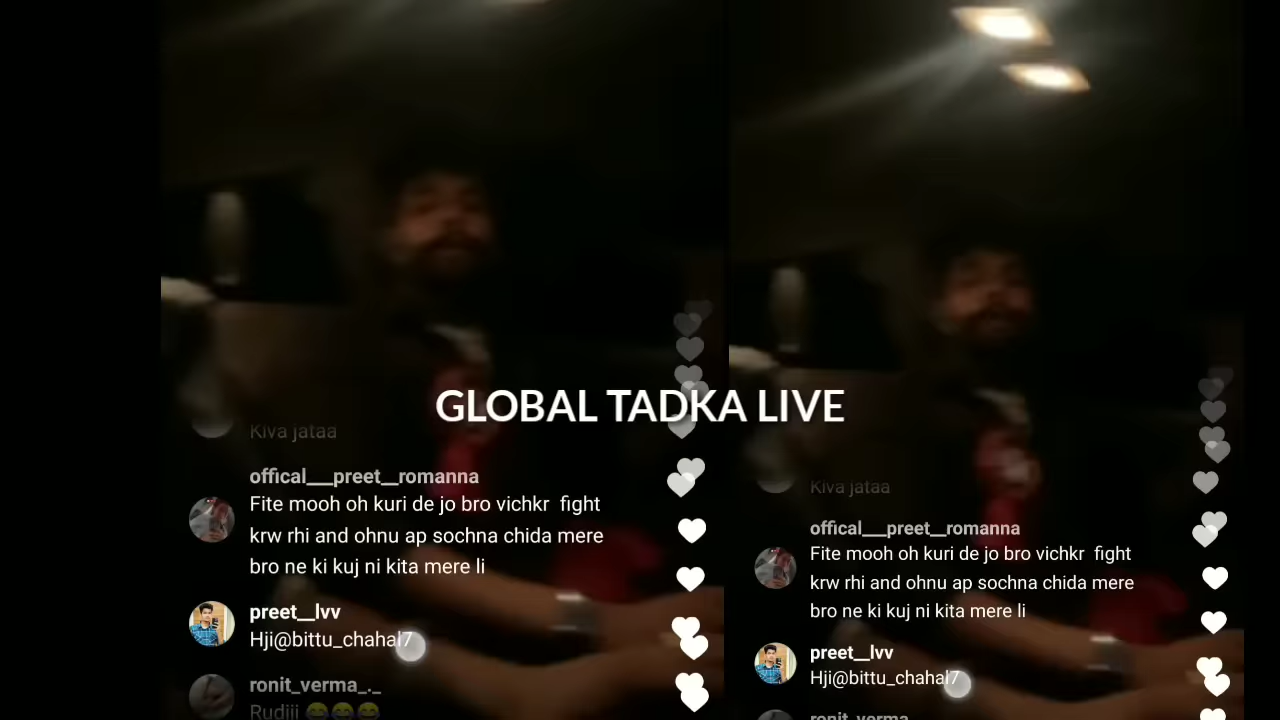 GLOBAL TADKA LIVE
Kiva jataa
offical__preet__romanna
Fite mooh oh kuri de jo bro vichkr fight
krw rhi and ohnu ap sochna chida mere
bro ne ki kuj ni kita mere li
preet__lvv
Hji@bittu_chahal7
ronit_verma_._
Rudiji 😂😂😂
Kiva jataa
offical__preet__romanna
Fite mooh oh kuri de jo bro vichkr fight
krw rhi and ohnu ap sochna chida mere
bro ne ki kuj ni kita mere li
preet__lvv
Hji@bittu_chahal7
ronit_verma